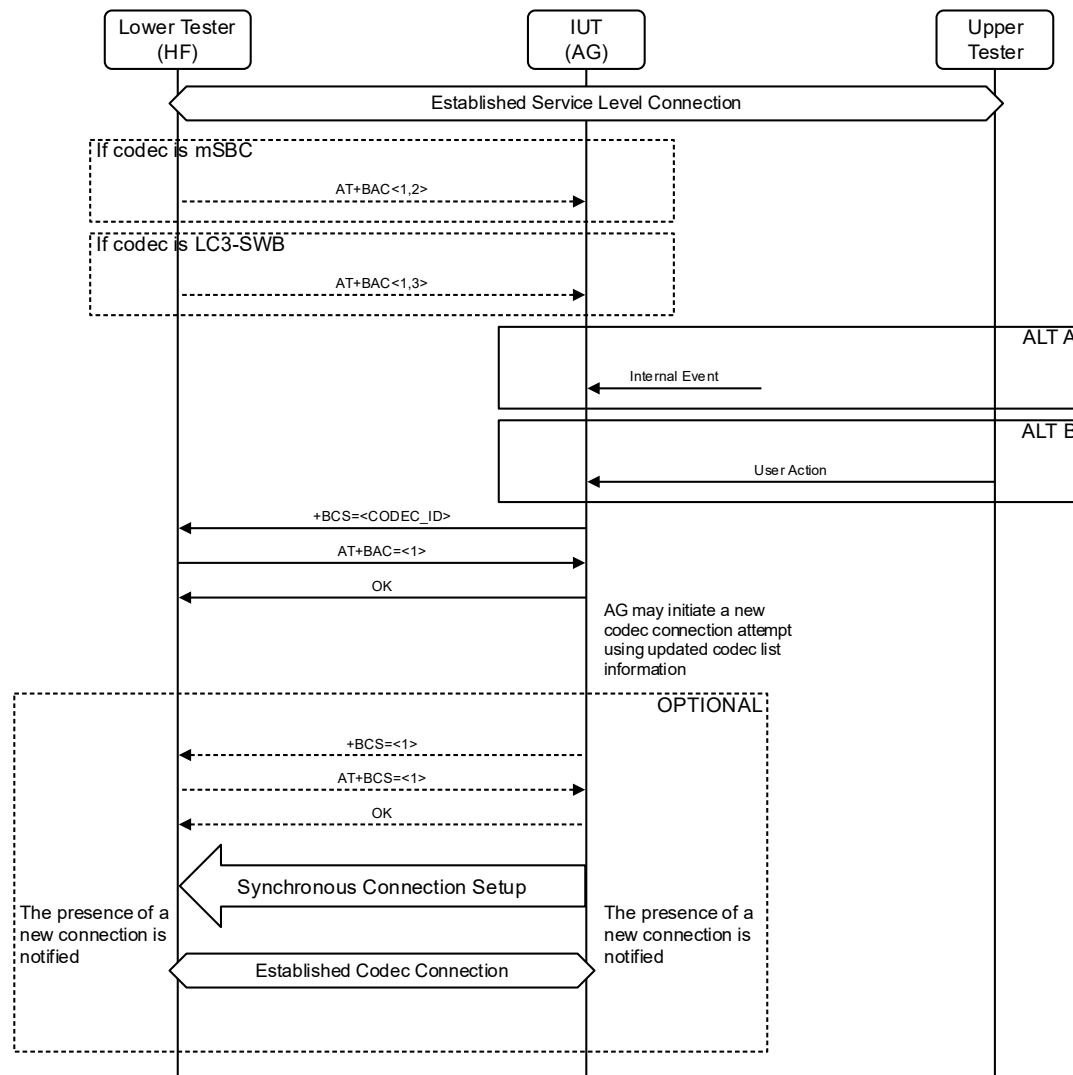 Lower Tester
(HF)
IUT
(AG)
Upper
Tester
Established Service Level Connection
If codec is mSBC
AT+BAC<1,2>
If codec is LC3-SWB
AT+BAC<1,3>
ALT A
Internal Event
ALT B
User Action
+BCS=<CODEC_ID>
AT+BAC=<1>
OK
AG may initiate a new
codec connection attempt
using updated codec list
information
OPTIONAL
+BCS=<1>
AT+BCS=<1>
OK
Synchronous Connection Setup
The presence of a
new connection is
notified
The presence of a
new connection is
notified
Established Codec Connection